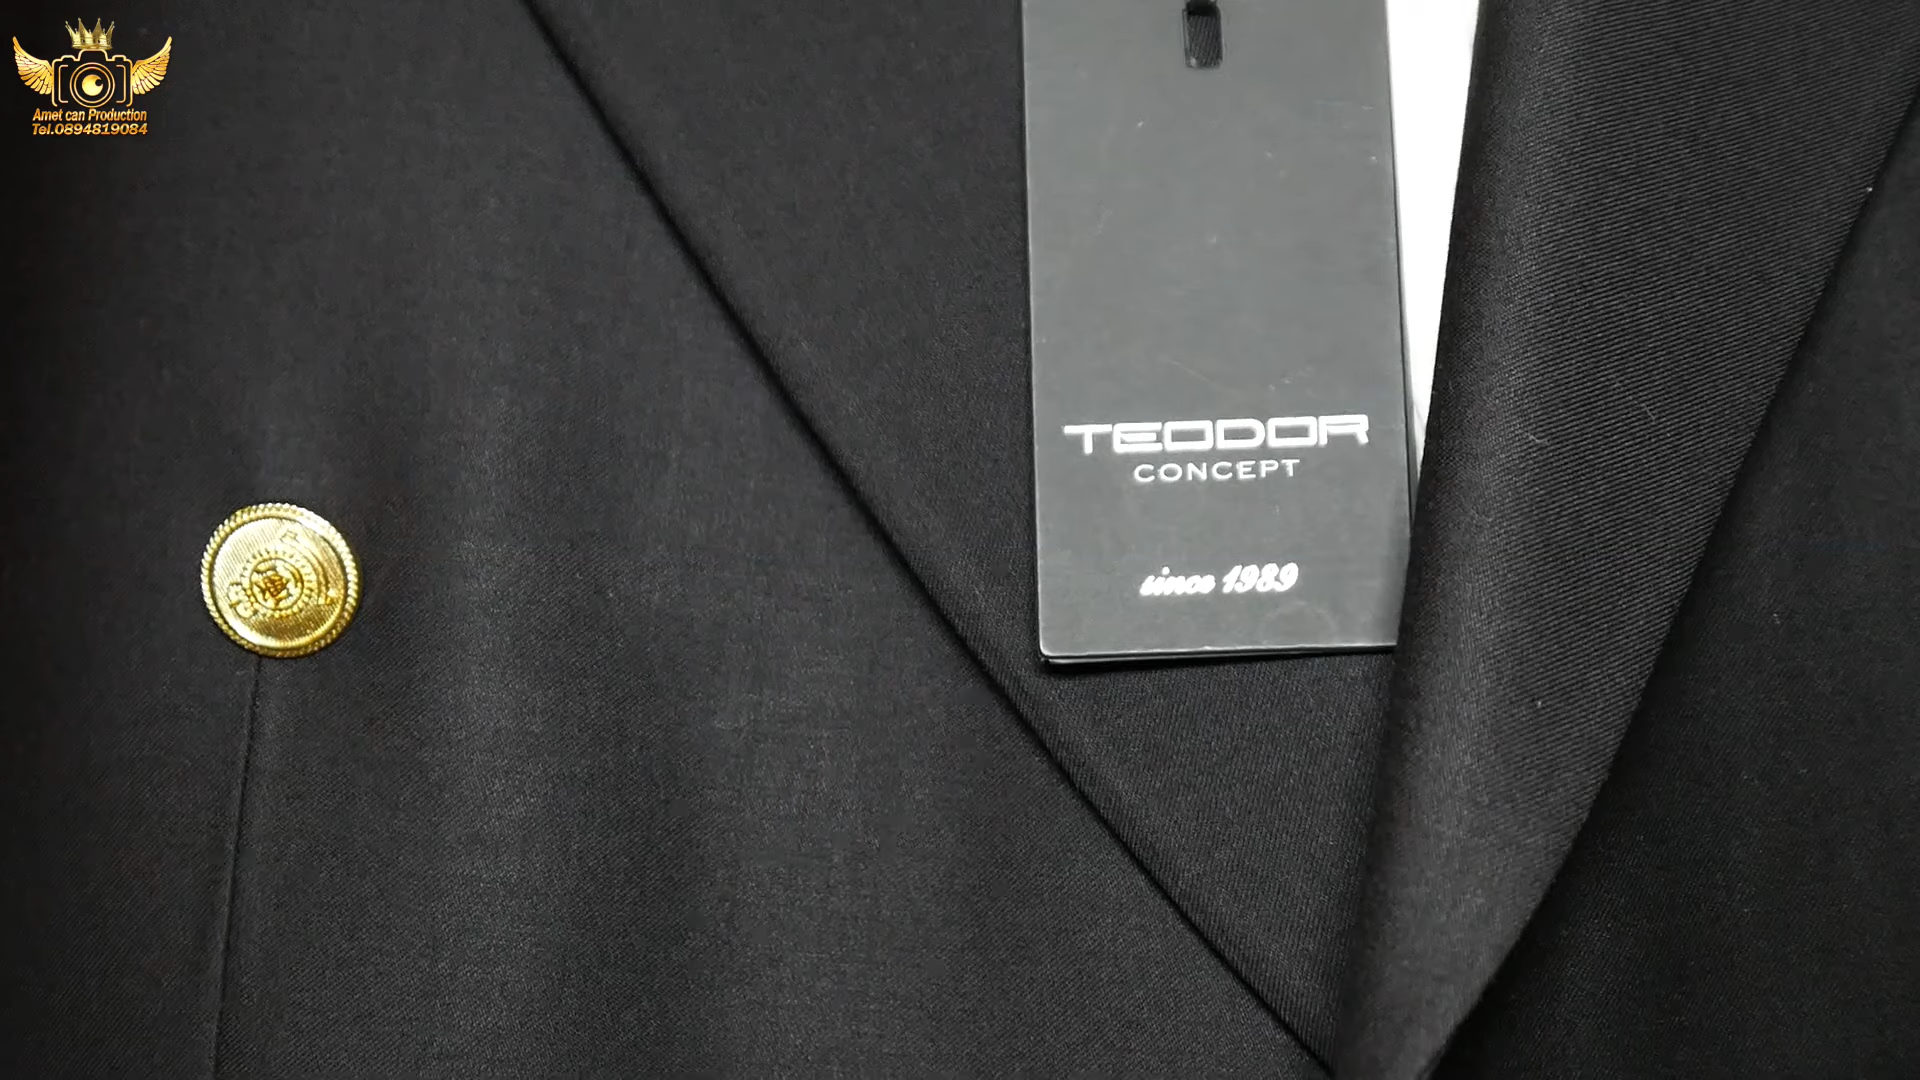 Amet can Production
Tel.0894819084
TEODOR
CONCEPT
since 1989